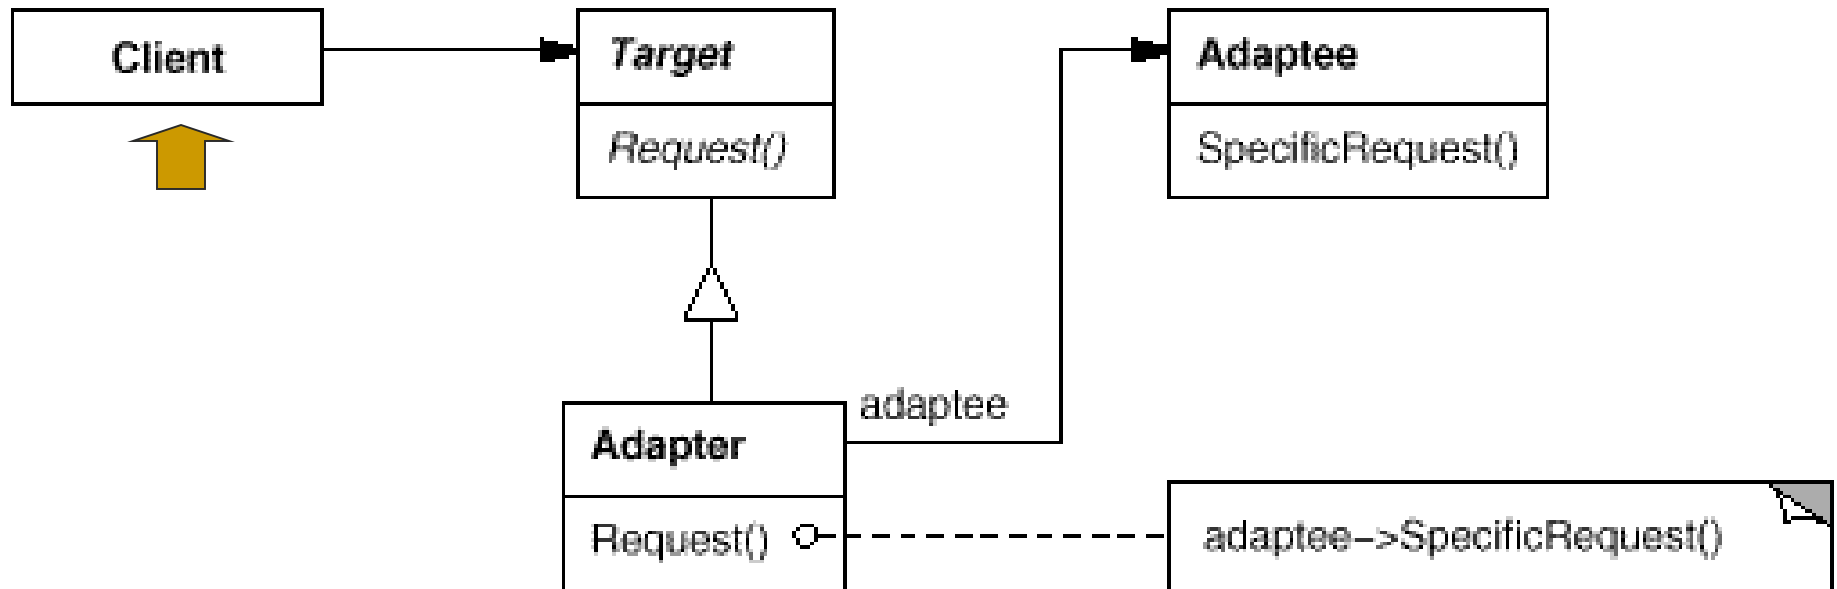 Client
Target
Request()
Adaptee
SpecificRequest()
adaptee
Adapter
Request()
adaptee–>SpecificRequest()